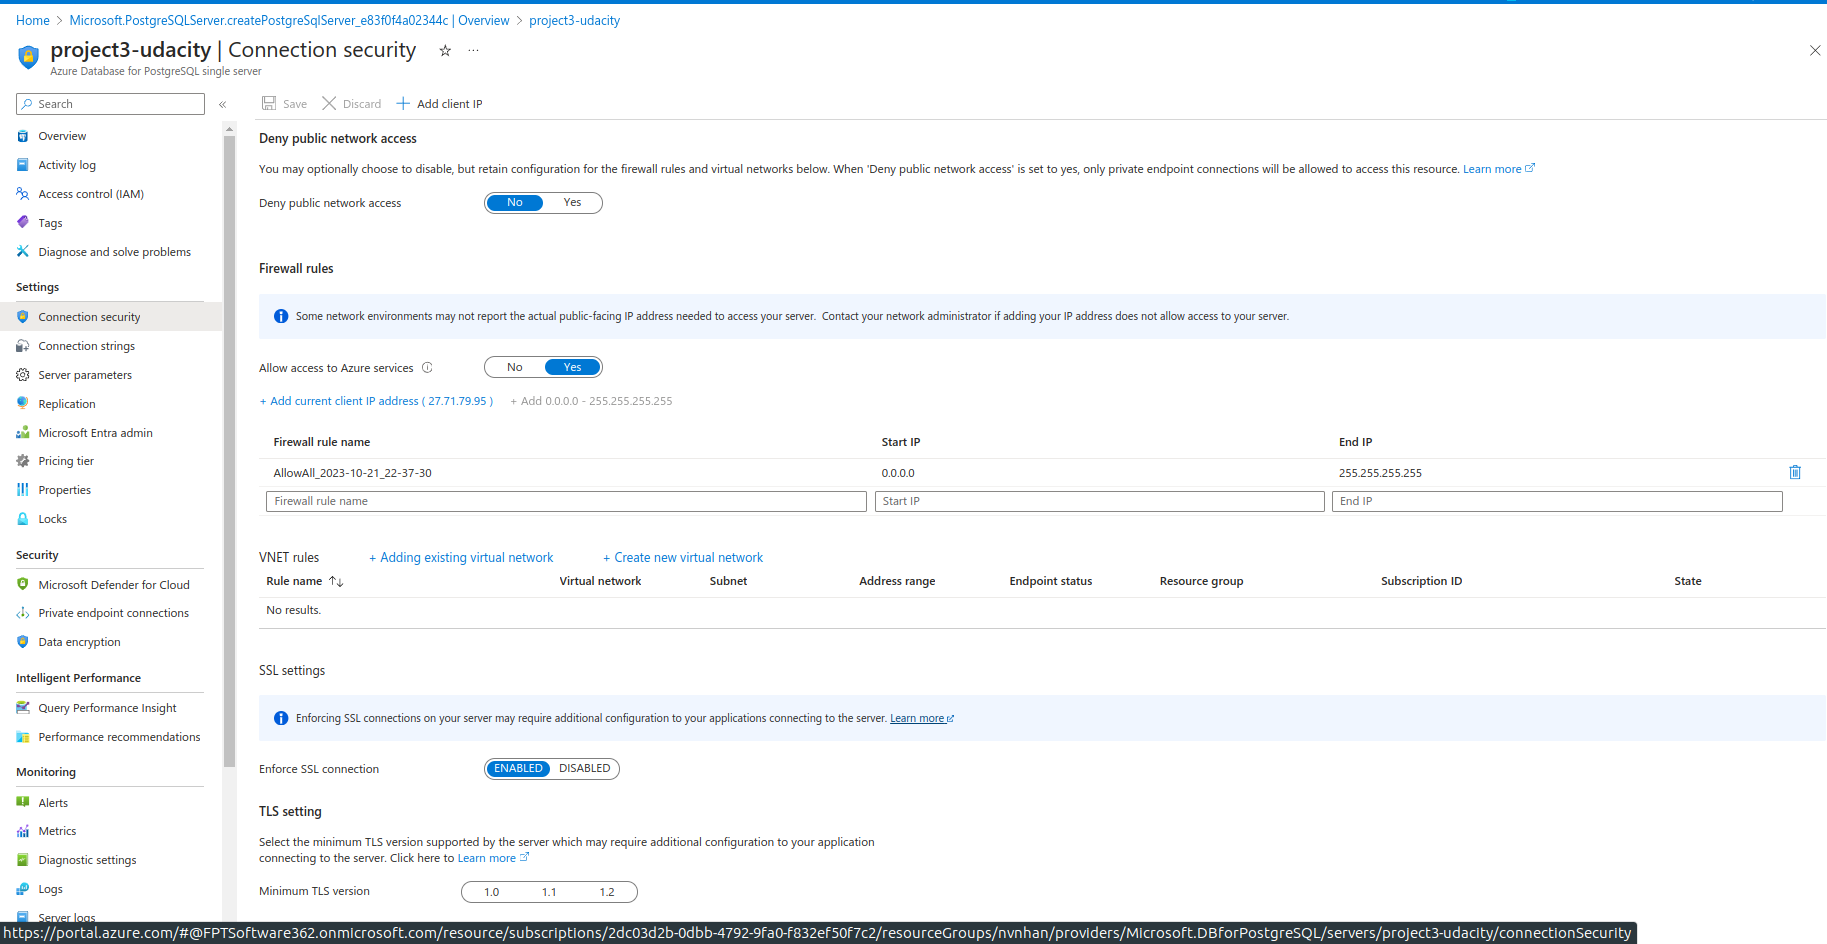 Home > Microsoft.PostgreSQLServer.createPostgreSqlServer_e83f0f4a02344c | Overview > project3-udacity
project3-udacity | Connection security
Azure Database for PostgreSQL single server
Search
Save Discard + Add client IP
Overview
Activity log
Access control (IAM)
Tags
Diagnose and solve problems
Settings
Connection security
Connection strings
Server parameters
Replication
Microsoft Entra admin
Pricing tier
Properties
Locks
Security
Microsoft Defender for Cloud
Private endpoint connections
Data encryption
Intelligent Performance
Query Performance Insight
Performance recommendations
Monitoring
Alerts
Metrics
Diagnostic settings
Logs
Server logs
Deny public network access
You may optionally choose to disable, but retain configuration for the firewall rules and virtual networks below. When 'Deny public network access' is set to yes, only private endpoint connections will be allowed to access this resource. Learn more
Deny public network access No Yes
Firewall rules
Some network environments may not report the actual public-facing IP address needed to access your server. Contact your network administrator if adding your IP address does not allow access to your server.
Allow access to Azure services No Yes
+ Add current client IP address ( 27.71.79.95 ) + Add 0.0.0.0 - 255.255.255.255
Firewall rule name Start IP End IP
AllowAll_2023-10-21_22-37-30 0.0.0.0 255.255.255.255
Firewall rule name Start IP End IP
VNET rules + Adding existing virtual network + Create new virtual network
Rule name Virtual network Subnet Address range Endpoint status Resource group Subscription ID State
No results.
SSL settings
Enforcing SSL connections on your server may require additional configuration to your applications connecting to the server. Learn more
Enforce SSL connection ENABLED DISABLED
TLS setting
Select the minimum TLS version supported by the server which may require additional configuration to your application
connecting to the server. Click here to Learn more
Minimum TLS version 1.0 1.1 1.2
https://portal.azure.com/#@FPTSoftware362.onmicrosoft.com/resource/subscriptions/2dc03d2b-0dbb-4792-9fa0-f832ef50f7c2/resourceGroups/nvnhan/providers/Microsoft.DBforPostgreSQL/servers/project3-udacity/connectionSecurity